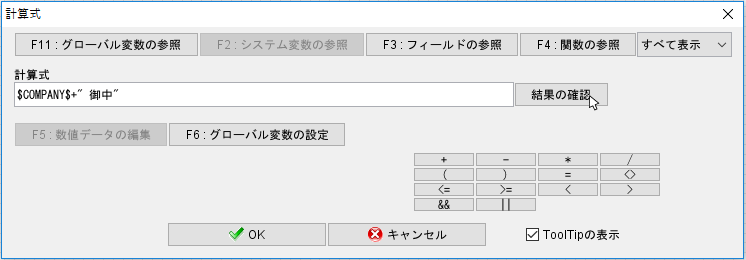 計算式
F11 : グローバル変数の参照 F2 : システム変数の参照 F3 : フィールドの参照 F4 : 関数の参照 すべて表示
計算式
$COMPANY$+" 御中" 結果の確認
F5 : 数値データの編集 F6 : グローバル変数の設定
+ - * /
( ) = <>
<= >= < >
&& ||
OK キャンセル ToolTipの表示